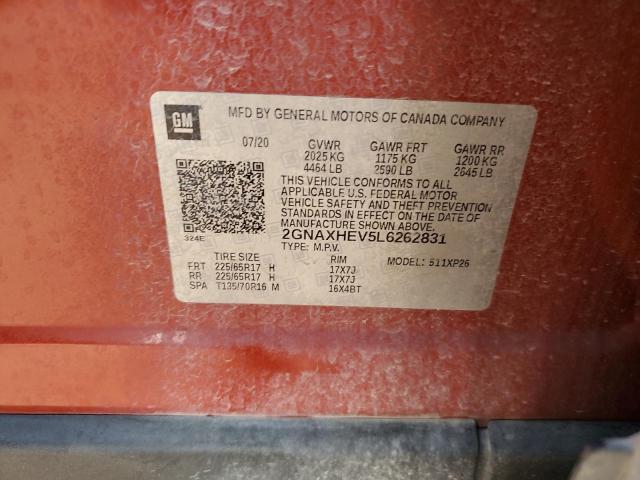 GM
MFD BY GENERAL MOTORS OF CANADA COMPANY
07/20 GVWR GAWR FRT GAWR RR
2025 KG 1175 KG 1200 KG
4464 LB 2590 LB 2645 LB
THIS VEHICLE CONFORMS TO ALL
APPLICABLE U.S. FEDERAL MOTOR
VEHICLE SAFETY AND THEFT PREVENTION
STANDARDS IN EFFECT ON THE DATE OF
MANUFACTURE SHOWN ABOVE.
324E 2GNAXHEV5L6262831
TYPE: M.P.V. MODEL: 511XP26
TIRE SIZE RIM
FRT 225/65R17 H 17X7J
RR 225/65R17 H 17X7J
SPA T135/70R16 M 16X4BT